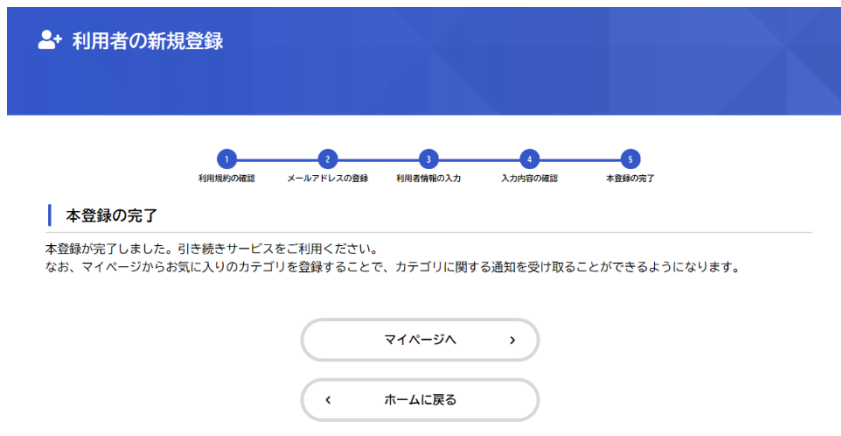 利用者の新規登録
1 2 3 4 5
利用規約の確認 メールアドレスの登録 利用者情報の入力 入力内容の確認 本登録の完了
本登録の完了
本登録が完了しました。引き続きサービスをご利用ください。
なお、マイページからお気に入りのカテゴリを登録することで、カテゴリに関する通知を受け取ることができるようになります。
マイページへ
ホームに戻る